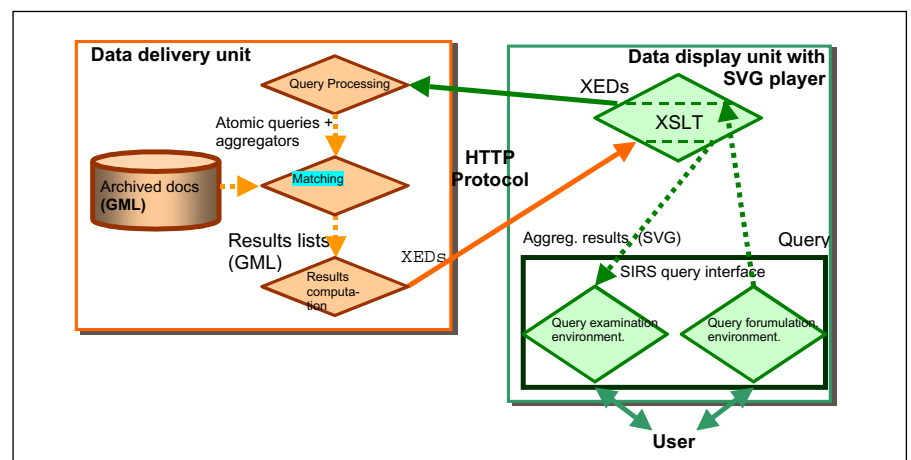 Data delivery unit
Query Processing
Atomic queries +
aggregators
Matching
Archived docs
(GML)
Results lists
(GML)
Results
computa-
tion
XEDs
HTTP
Protocol
Data display unit with
SVG player
XEDs
XSLT
Aggreg. results (SVG)
Query
SIRS query interface
Query examination
environment.
Query forumulation
environment.
User